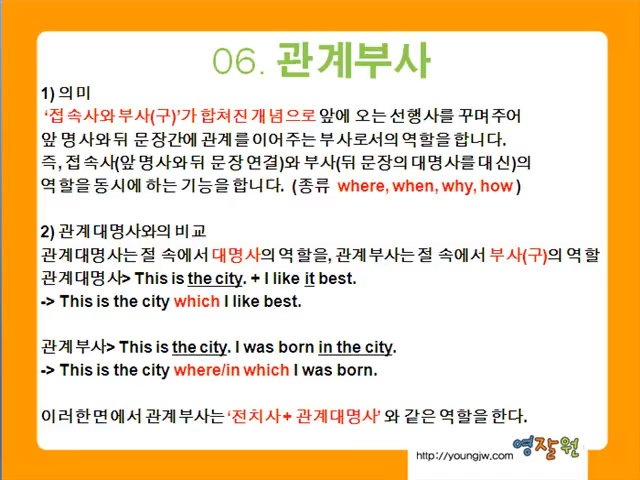 06. 관계부사
1) 의미
‘접속사와 부사(구)’가 합쳐진 개념으로 앞에 오는 선행사를 꾸며주어
앞 명사와 뒤 문장간에 관계를 이어주는 부사로서의 역할을 합니다.
즉, 접속사(앞 명사와 뒤 문장 연결)와 부사(뒤 문장의 대명사를 대신)의
역할을 동시에 하는 기능을 합니다. (종류 where, when, why, how)
2) 관계대명사와의 비교
관계대명사는 절 속에서 대명사의 역할을, 관계부사는 절 속에서 부사(구)의 역할
관계대명사> This is the city. + I like it best.
-> This is the city which I like best.
관계부사> This is the city. I was born in the city.
-> This is the city where/in which I was born.
이러한면에서 관계부사는 ‘전치사+ 관계대명사’ 와 같은 역할을 한다.
http://youngjw.com 영잘원